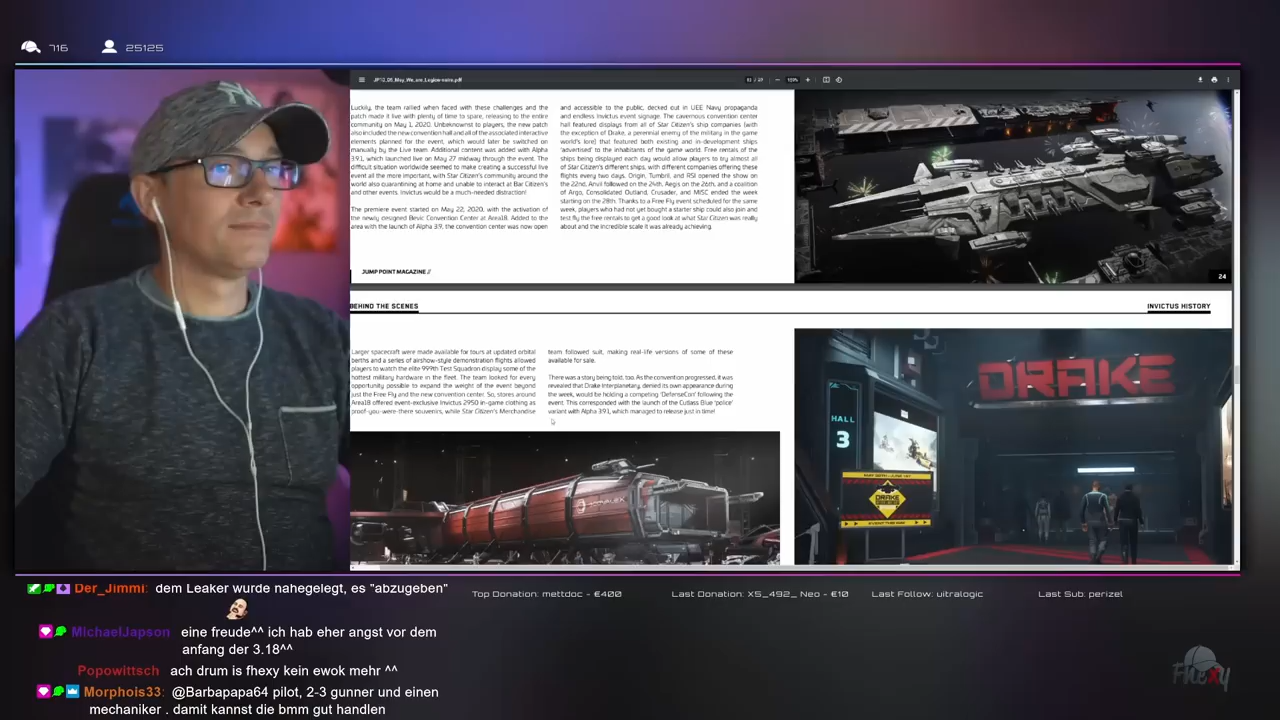 716
25125
JP10_05_May_We_are_Legion-nano.pdf
Luckily, the team rallied when faced with these challenges and the
patch made it live with plenty of time to space, releasing to the entire
community on May 1, 2020. Unbeknownst to players, the new patch
also included the new convention hall and all of the associated interactive
elements planned for the event, which would later be switched on
manually by the Live team. Additional content was added with Alpha
3.9.1, which launched live on May 27 midway through the event. The
difficult situation worldwide seemed to make creating a successful live
event all the more important, with Star Citizen's community around the
world also quarantining at home and unable to interact at Bar Citizen's
and other events, Invictus would be a much-needed distraction!
The premiere event started on May 22, 2020, with the activation of
the newly designed Bevic Convention Center at Area18. Added to the
area with the launch of Alpha 3.9, the convention center was now open
and accessible to the public, decked out in UEE Navy propaganda
and endless Invictus event signage. The cavernous convention center
hall featured displays from all of Star Citizen's ship companies (with
the exception of Drake, a perennial enemy of the military in the game
world's lore) that featured both existing and in-development ships
'advertised' to the inhabitants of the game world. Free rentals of the
ships being displayed each day would allow players to try almost all
of Star Citizen's different ships, with different companies offering these
flights every two days. Origin, Tumbril, and RSI opened the show on
the 22nd, Anvil followed on the 24th, Aegis on the 26th, and a coalition
of Argo, Consolidated Outland, Crusader, and MISC ended the week
starting on the 28th. Thanks to a Free Fly event scheduled for the same
week, players who had not yet bought a starter ship could also join and
test fly the free rentals to get a good look at what Star Citizen was really
about and the incredible scale it was already achieving.
JUMP POINT MAGAZINE //
24
BEHIND THE SCENES
INVICTUS HISTORY
Larger spacecraft were made available for tours at updated orbital
berths and a series of airshow-style demonstration flights allowed
players to watch the elite 999th Test Squadron display some of the
hottest military hardware in the fleet. The team looked for every
opportunity possible to expand the weight of the event beyond
just the Free Fly and the new convention center. So, stores around
Area18 offered event-exclusive Invictus 2950 in-game clothing as
proof-you-were-there souvenirs, while Star Citizen's Merchandise
team followed suit, making real-life versions of some of these
available for sale.
There was a story being told, too. As the convention progressed, it was
revealed that Drake Interplanetary, denied its own appearance during
the week, would be holding a competing 'DefenseCon' following the
event. This corresponded with the launch of the Cutlass Blue 'police'
variant with Alpha 3.9.1, which managed to release just in time!
DRAKE
HALL
3
DRAKE
Der_Jimmi: dem Leaker wurde nahegelegt, es "abzugeben"
MichaelJapson eine freude^^ ich hab eher angst vor dem
anfang der 3.18^^
Popowittsch ach drum is fhexy kein ewok mehr ^^
Morphois33: @Barbapapa64 pilot, 2-3 gunner und einen
mechaniker . damit kannst die bmm gut handlen
Top Donation: mettdoc - €400
Last Donation: X5_492_ Neo - €10
Last Follow: uitralogic
Last Sub: perizel
Fhexy